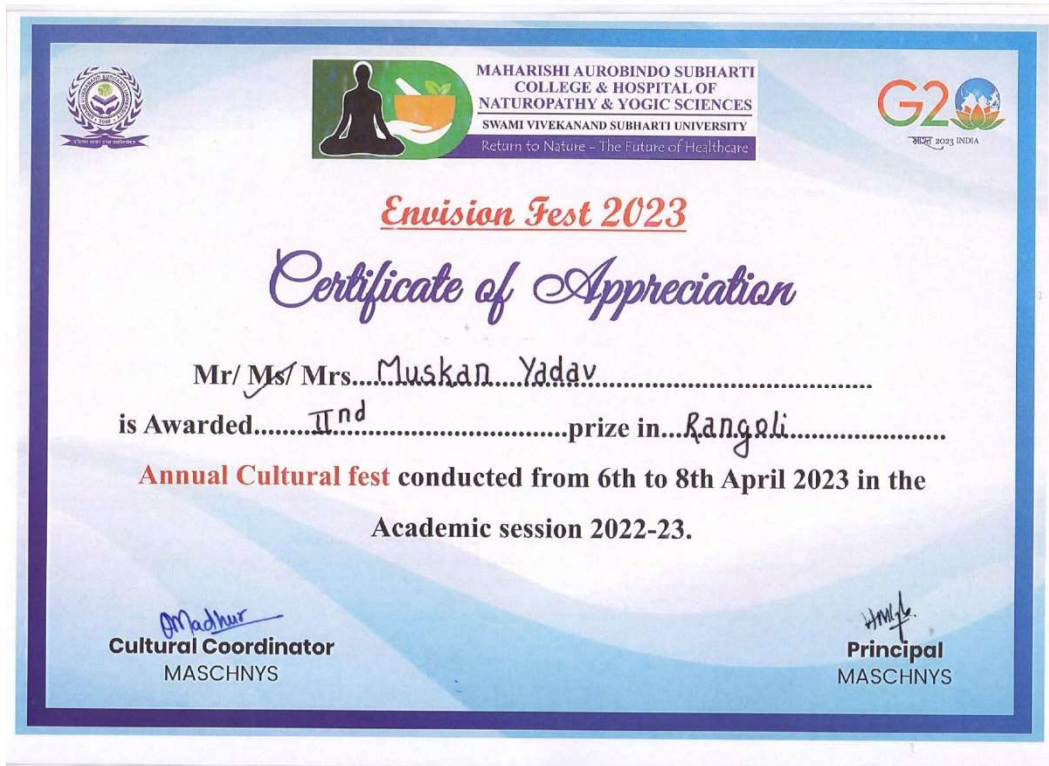 MAHARISHI AUROBINDO SUBHARTI
COLLEGE & HOSPITAL OF
NATUROPATHY & YOGIC SCIENCES
SWAMI VIVEKANAND SUBHARTI UNIVERSITY
Return to Nature - The Future of Healthcare
G20
भारत 2023 INDIA
Envision Fest 2023
Certificate of Appreciation
Mr/ Ms/ Mrs....Muskan Yadav....
is Awarded....IInd....prize in....Rangoli....
Annual Cultural fest conducted from 6th to 8th April 2023 in the
Academic session 2022-23.
Madhur
Cultural Coordinator
MASCHNYS
Principal
MASCHNYS